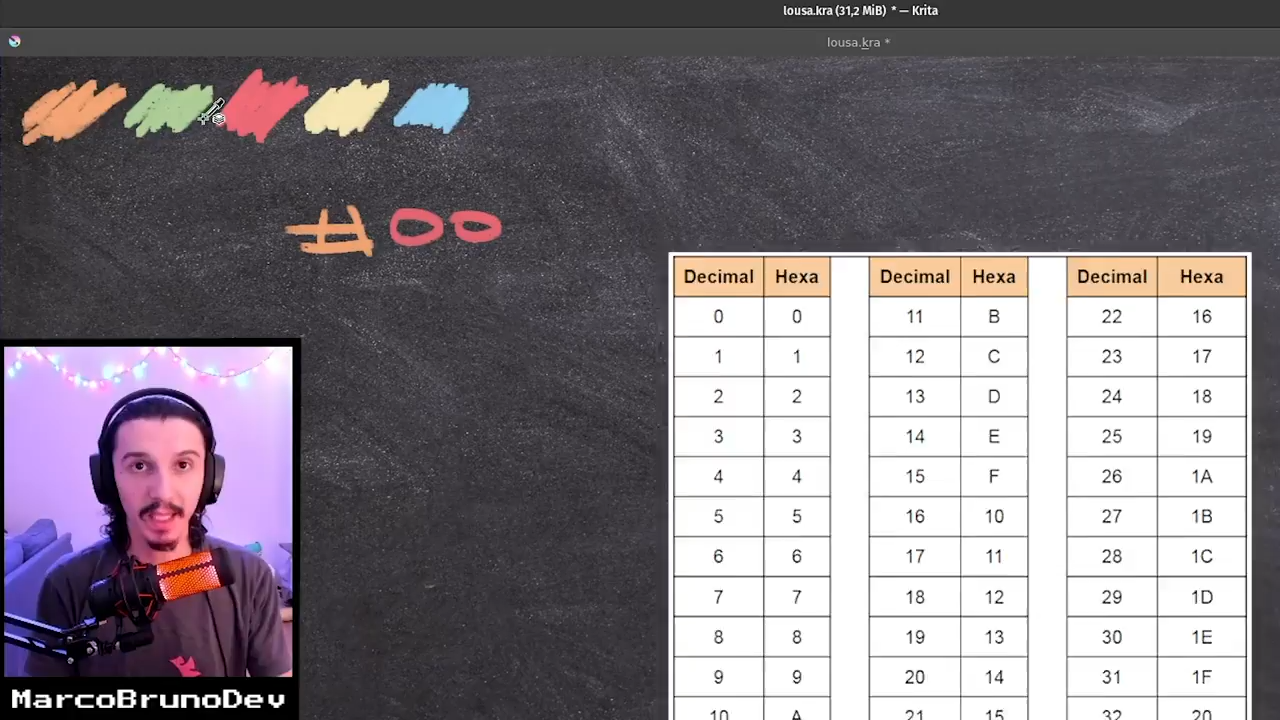 lousa.kra (31,2 MiB) * — Krita
lousa.kra *
#00
Decimal Hexa Decimal Hexa Decimal Hexa
0 0 11 B 22 16
1 1 12 C 23 17
2 2 13 D 24 18
3 3 14 E 25 19
4 4 15 F 26 1A
5 5 16 10 27 1B
6 6 17 11 28 1C
7 7 18 12 29 1D
8 8 19 13 30 1E
9 9 20 14 31 1F
10 A 21 15 32 20
MarcoBrunoDev